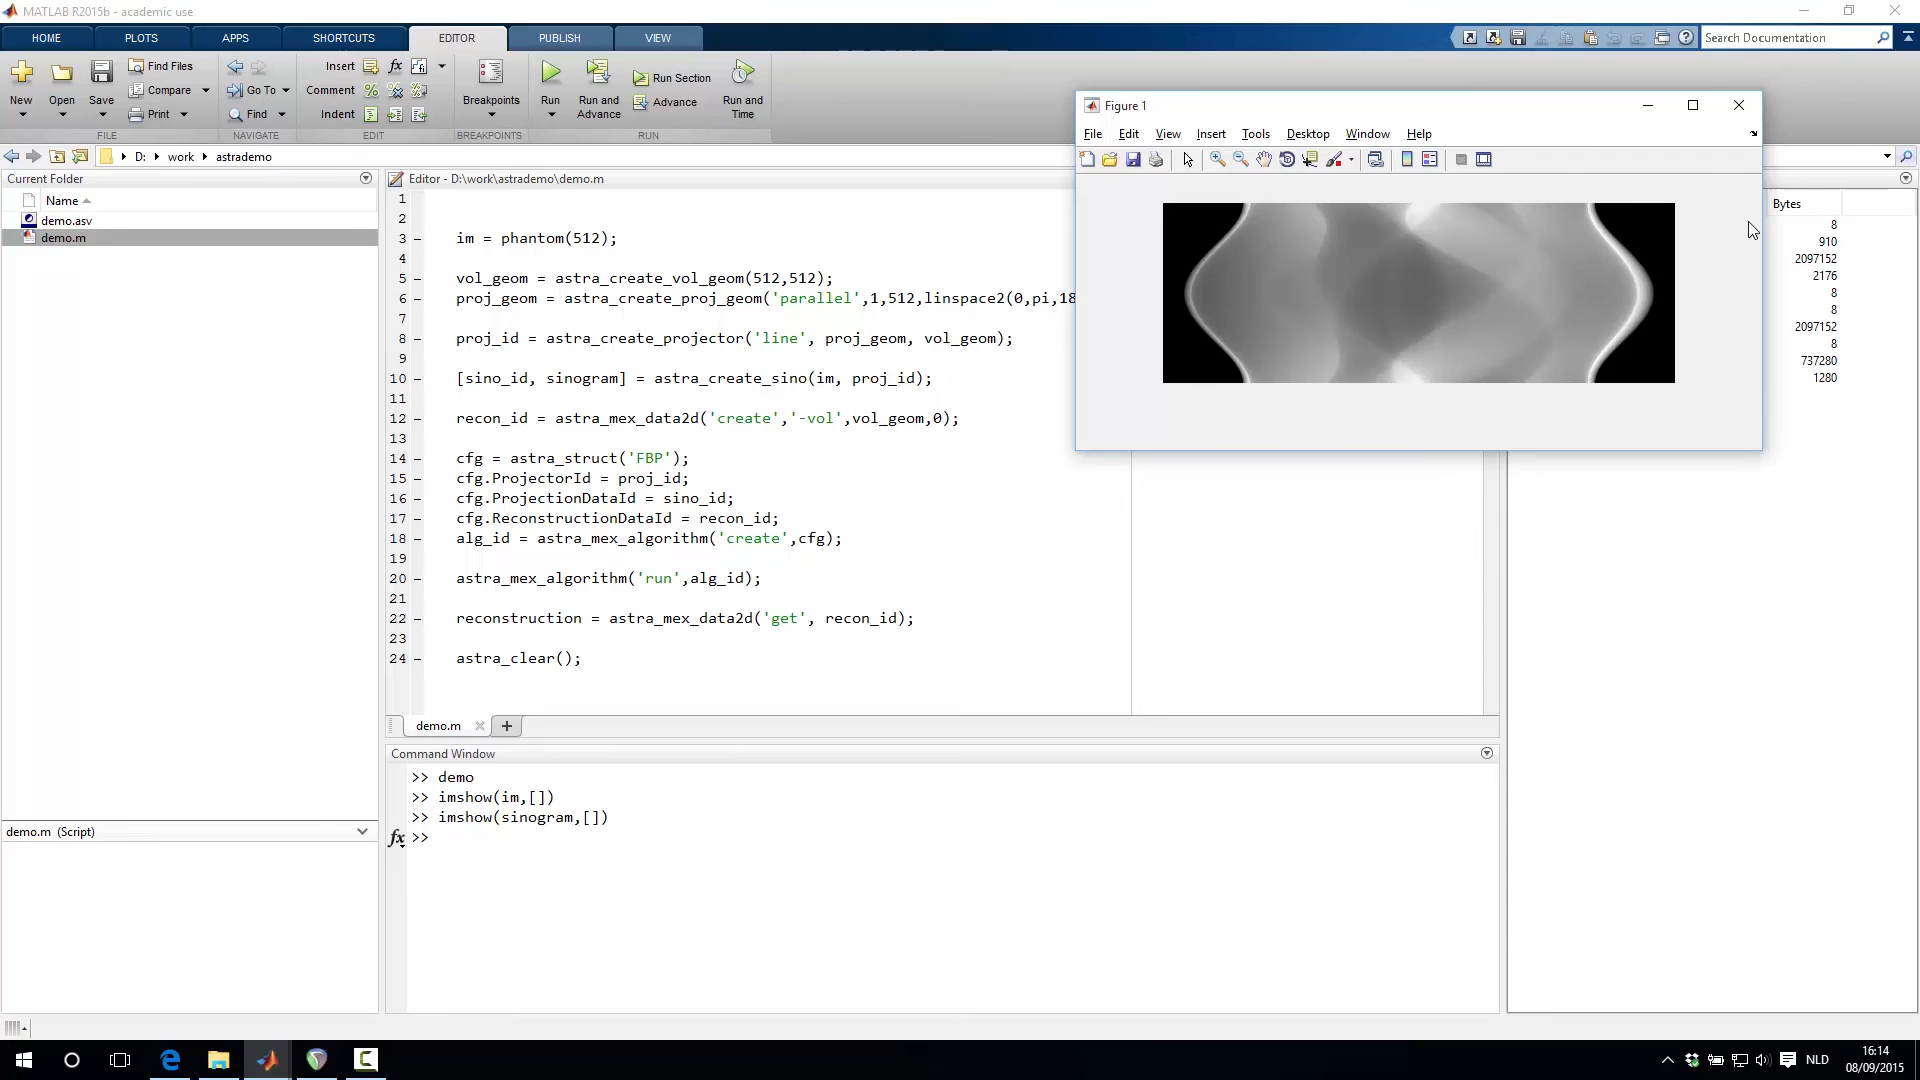 MATLAB R2015b - academic use
HOME PLOTS APPS SHORTCUTS EDITOR PUBLISH VIEW
Search Documentation
New Open Save
Find Files
Compare
Print
FILE
Go To
Find
NAVIGATE
Insert
Comment
Indent
EDIT
Breakpoints
BREAKPOINTS
Run
Run and Advance
Run Section
Advance
Run and Time
RUN
D: work astrademo
Current Folder
Name
demo.asv
demo.m
demo.m (Script)
Editor - D:\work\astrademo\demo.m
1
2
3 – im = phantom(512);
4
5 – vol_geom = astra_create_vol_geom(512,512);
6 – proj_geom = astra_create_proj_geom('parallel',1,512,linspace2(0,pi,18
7
8 – proj_id = astra_create_projector('line', proj_geom, vol_geom);
9
10 – [sino_id, sinogram] = astra_create_sino(im, proj_id);
11
12 – recon_id = astra_mex_data2d('create','-vol',vol_geom,0);
13
14 – cfg = astra_struct('FBP');
15 – cfg.ProjectorId = proj_id;
16 – cfg.ProjectionDataId = sino_id;
17 – cfg.ReconstructionDataId = recon_id;
18 – alg_id = astra_mex_algorithm('create',cfg);
19
20 – astra_mex_algorithm('run',alg_id);
21
22 – reconstruction = astra_mex_data2d('get', recon_id);
23
24 – astra_clear();
demo.m
Command Window
>> demo
>> imshow(im,[])
>> imshow(sinogram,[])
fx >>
Figure 1
File Edit View Insert Tools Desktop Window Help
Bytes
8
910
2097152
2176
8
8
2097152
8
737280
1280
NLD
16:14
08/09/2015